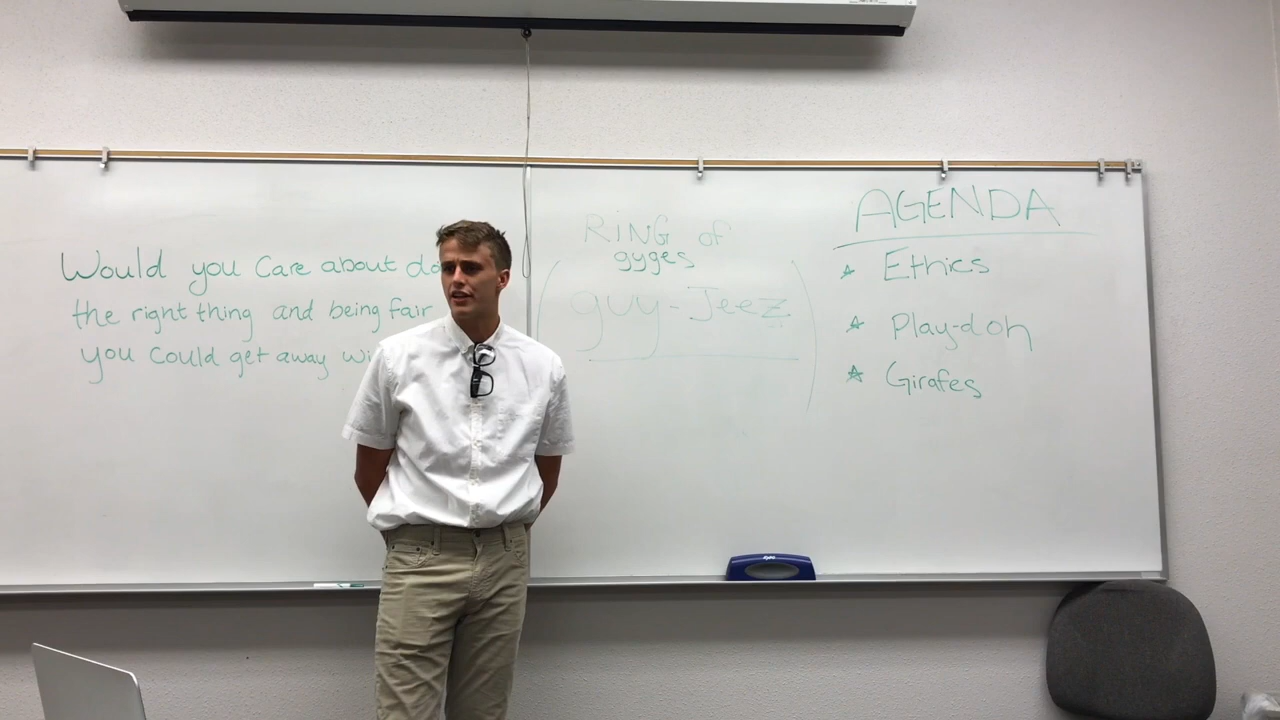 Would you Care about do
the right thing and being fair
you Could get away wi
RiNG of
gyges
(guy-Jeez)
AGENDA
☆ Ethics
☆ Play-doh
☆ Girafes